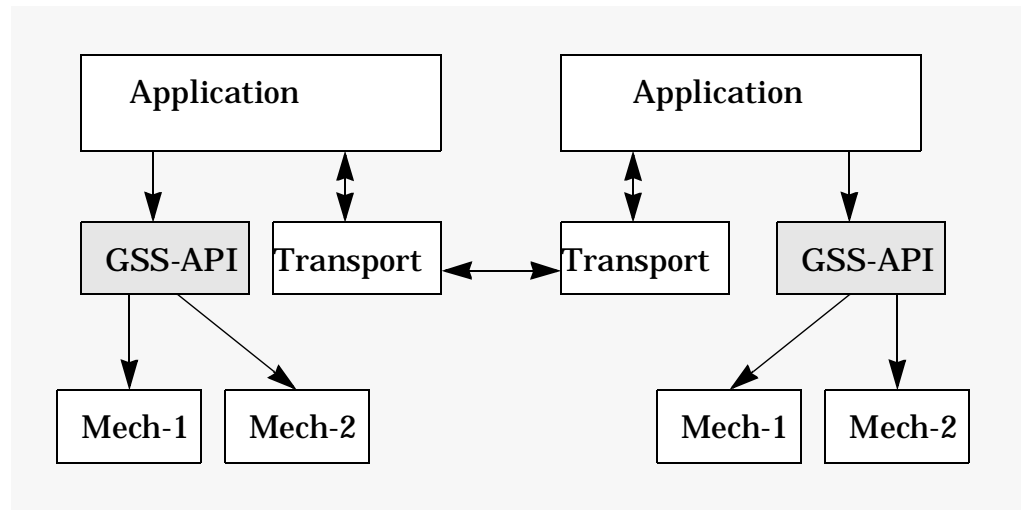 Application
Application
GSS-API
Transport
Transport
GSS-API
Mech-1
Mech-2
Mech-1
Mech-2